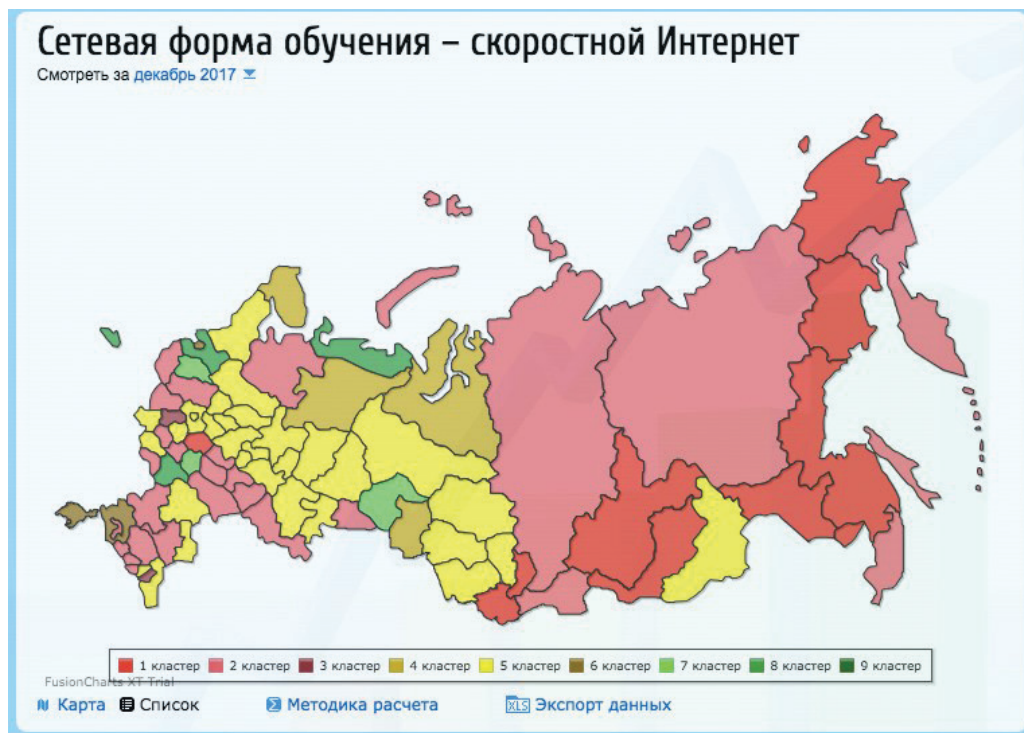 Сетевая форма обучения – скоростной Интернет
Смотреть за декабрь 2017
1 кластер 2 кластер 3 кластер 4 кластер 5 кластер 6 кластер 7 кластер 8 кластер 9 кластер
FusionCharts XT Trial
Карта Список Методика расчета XLS Экспорт данных